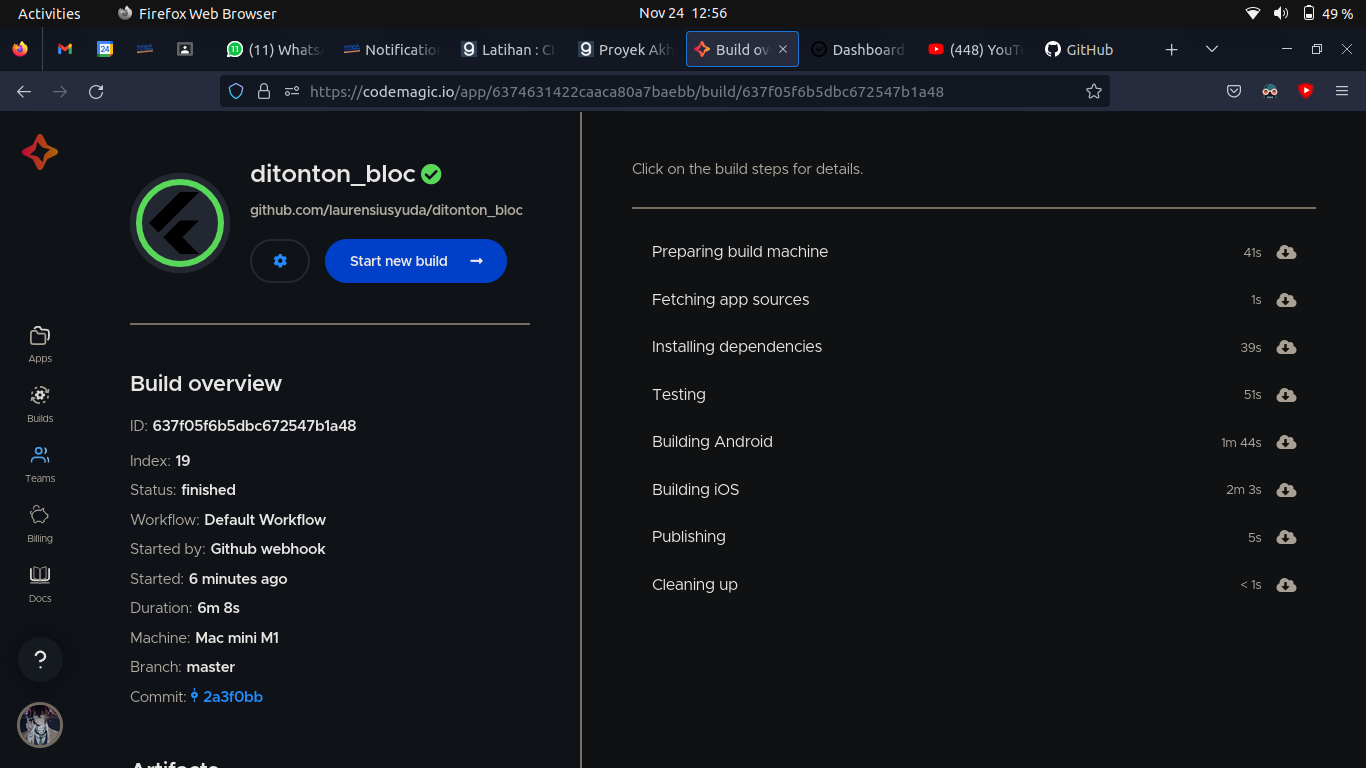 Activities Firefox Web Browser Nov 24 12:56 49 %
24 11 (11) Whats Notification Latihan : Cl Proyek Akh Build ov Dashboard (448) YouTu GitHub
https://codemagic.io/app/6374631422caaca80a7baebb/build/637f05f6b5dbc672547b1a48
ditonton_bloc
github.com/laurensiusyuda/ditonton_bloc
Start new build
Build overview
ID: 637f05f6b5dbc672547b1a48
Index: 19
Status: finished
Workflow: Default Workflow
Started by: Github webhook
Started: 6 minutes ago
Duration: 6m 8s
Machine: Mac mini M1
Branch: master
Commit: 2a3f0bb
Artifacts
Apps
Builds
Teams
Billing
Docs
?
Click on the build steps for details.
Preparing build machine 41s
Fetching app sources 1s
Installing dependencies 39s
Testing 51s
Building Android 1m 44s
Building iOS 2m 3s
Publishing 5s
Cleaning up < 1s